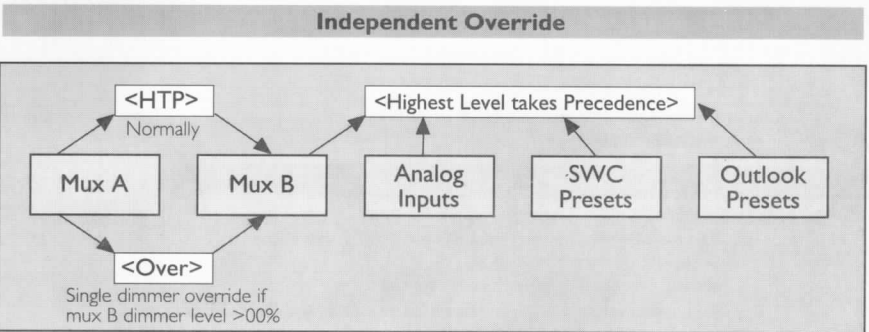 Independent Override
<HTP>
Normally
<Highest Level takes Precedence>
Mux A
Mux B
Analog
Inputs
SWC
Presets
Outlook
Presets
<Over>
Single dimmer override if
mux B dimmer level >00%